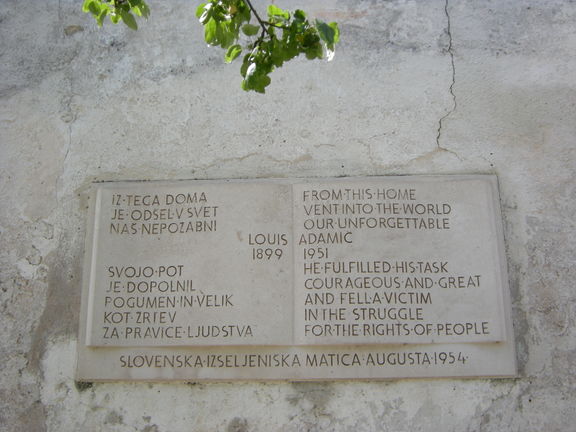 IZ·TEGA DOMA
JE·ODŠEL·V SVET
NAŠ·NEPOZABNI
LOUIS
1899
SVOJO·POT
JE·DOPOLNIL
POGUMEN·IN·VELIK
KOT·ŽRTEV
ZA·PRAVICE·LJUDSTVA
FROM·THIS·HOME
VENT·INTO·THE·WORLD
OUR·UNFORGETTABLE
ADAMIC
1951
HE·FULFILLED·HIS·TASK
COURAGEOUS·AND·GREAT
AND FELL·A·VICTIM
IN THE STRUGGLE
FOR·THE·RIGHTS·OF·PEOPLE
SLOVENSKA·IZSELJENISKA MATICA·AUGUSTA·1954·